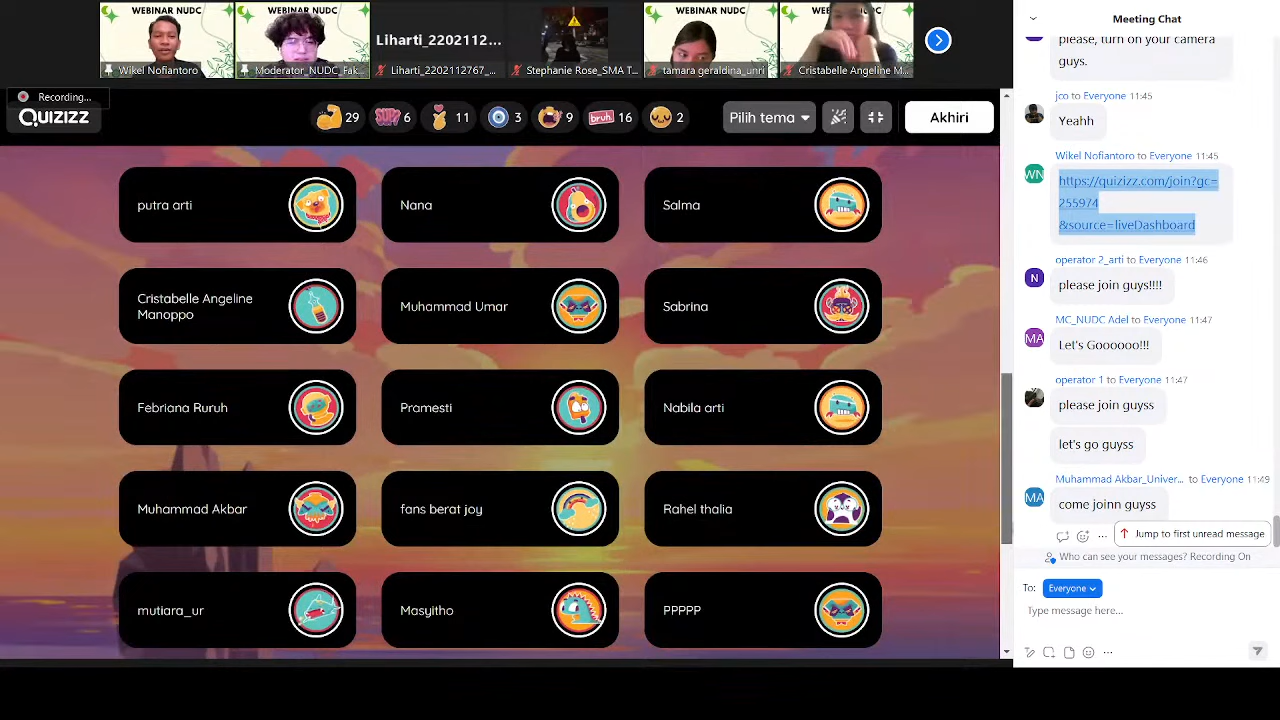 WEBINAR NUDC
WEBINAR NUDC
WEBINAR NUDC
WEBINAR NUDC
Liharti_2202112...
Wikel Nofiantoro
Moderator_NUDC_Fak...
Liharti_2202112767_...
Stephanie Rose_SMA T...
tamara geraldina_unri
Cristabelle Angeline M...
Recording...
QUIZIZZ
29
SUP?
6
11
3
9
bruh.
16
2
Pilih tema
Akhiri
putra arti
Nana
Salma
Cristabelle Angeline
Manoppo
Muhammad Umar
Sabrina
Febriana Ruruh
Pramesti
Nabila arti
Muhammad Akbar
fans berat joy
Rahel thalia
mutiara_ur
Masyitho
PPPPP
Meeting Chat
please, turn on your camera
guys.
jco to Everyone 11:45
Yeahh
Wikel Nofiantoro to Everyone 11:45
WN
https://quizizz.com/join?gc=
255974
&source=liveDashboard
operator 2_arti to Everyone 11:46
N
please join guys!!!!
MC_NUDC Adel to Everyone 11:47
MA
Let's Goooooo!!!
operator 1 to Everyone 11:47
please join guyss
let's go guyss
Muhammad Akbar_Univer... to Everyone 11:49
MA
come joinn guyss
Jump to first unread message
Who can see your messages? Recording On
To: Everyone
Type message here...